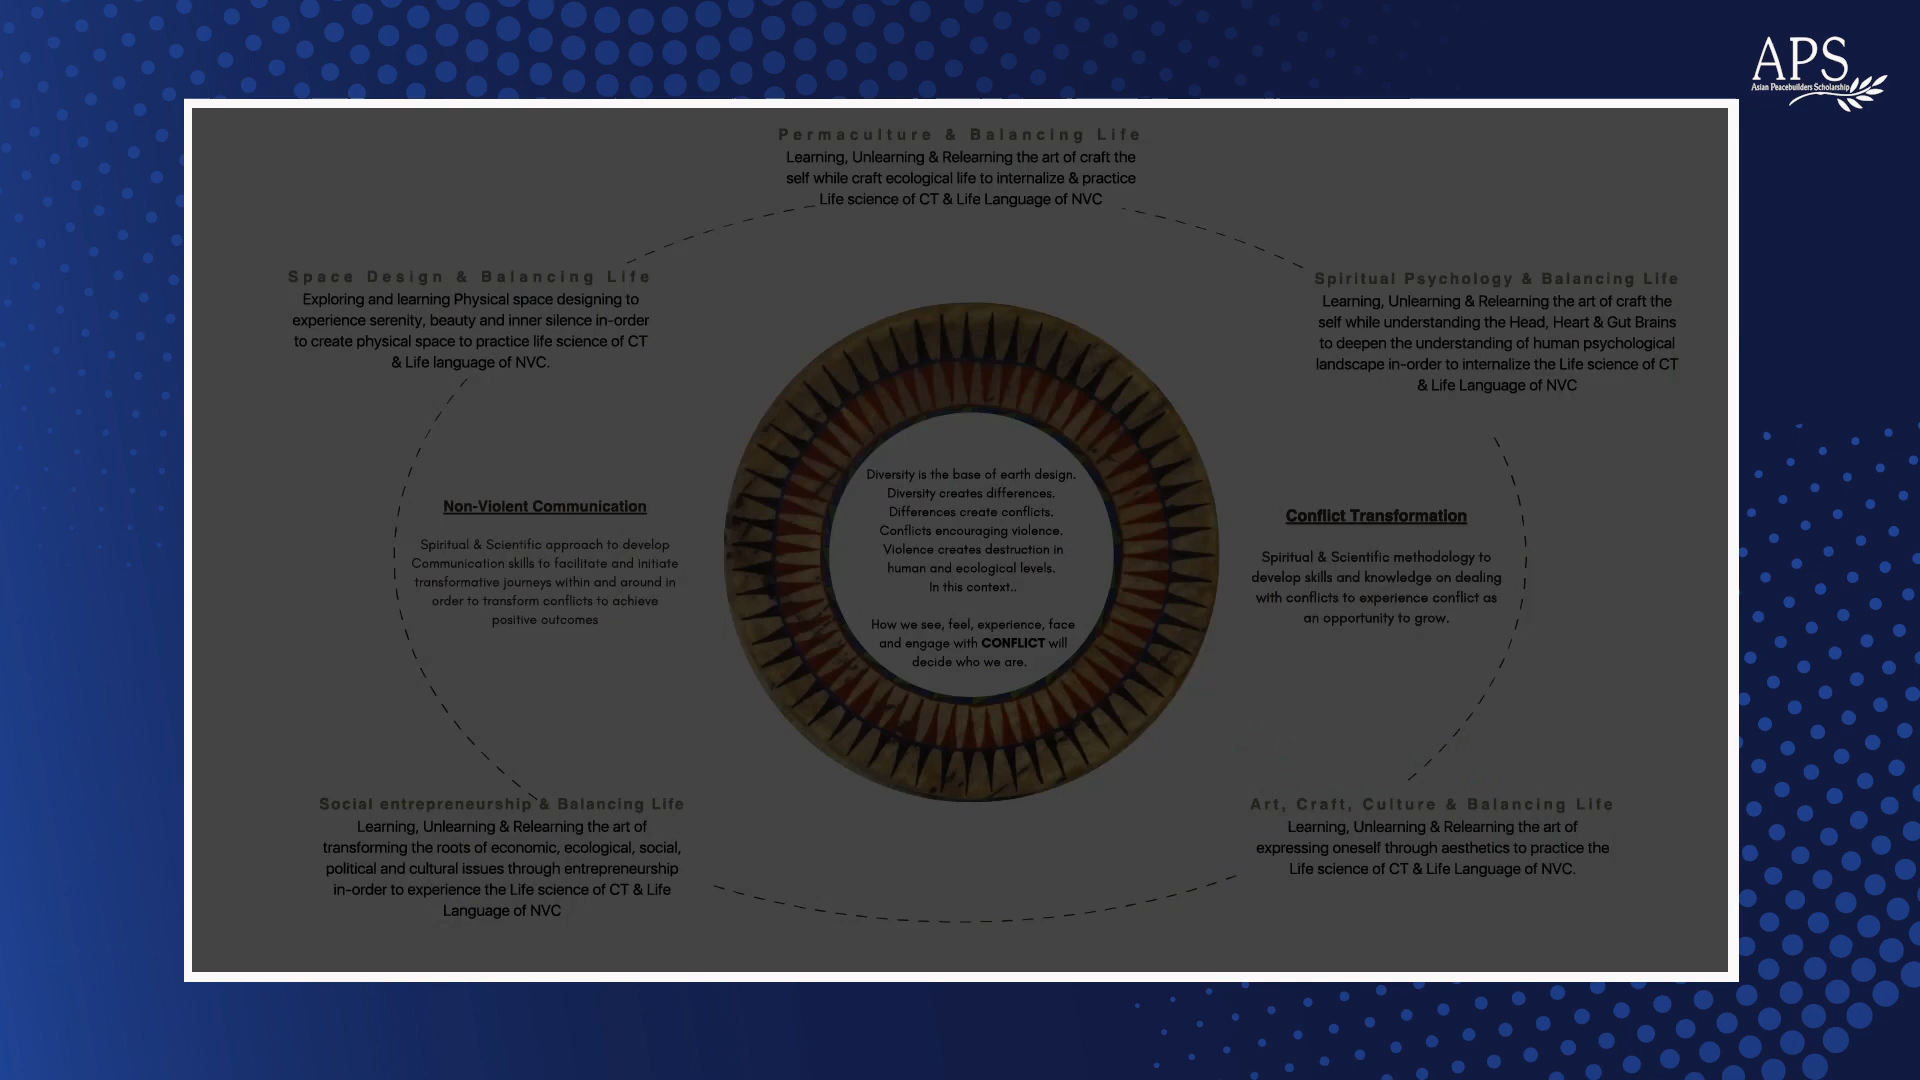 APS
Asian Peacebuilders Scholarship
Permaculture & Balancing Life
Learning, Unlearning & Relearning the art of craft the
self while craft ecological life to internalize & practice
Life science of CT & Life Language of NVC
Space Design & Balancing Life
Exploring and learning Physical space designing to
experience serenity, beauty and inner silence in-order
to create physical space to practice life science of CT
& Life language of NVC.
Spiritual Psychology & Balancing Life
Learning, Unlearning & Relearning the art of craft the
self while understanding the Head, Heart & Gut Brains
to deepen the understanding of human psychological
landscape in-order to internalize the Life science of CT
& Life Language of NVC
Non-Violent Communication
Spiritual & Scientific approach to develop
Communication skills to facilitate and initiate
transformative journeys within and around in
order to transform conflicts to achieve
positive outcomes
Diversity is the base of earth design.
Diversity creates differences.
Differences create conflicts.
Conflicts encouraging violence.
Violence creates destruction in
human and ecological levels.
In this context..
How we see, feel, experience, face
and engage with CONFLICT will
decide who we are.
Conflict Transformation
Spiritual & Scientific methodology to
develop skills and knowledge on dealing
with conflicts to experience conflict as
an opportunity to grow.
Social entrepreneurship & Balancing Life
Learning, Unlearning & Relearning the art of
transforming the roots of economic, ecological, social,
political and cultural issues through entrepreneurship
in-order to experience the Life science of CT & Life
Language of NVC
Art, Craft, Culture & Balancing Life
Learning, Unlearning & Relearning the art of
expressing oneself through aesthetics to practice the
Life science of CT & Life Language of NVC.